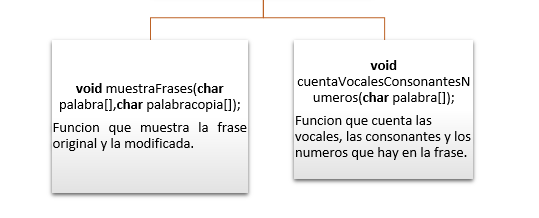 void muestraFrases(char
palabra[],char palabracopia[]);
Funcion que muestra la frase
original y la modificada.
void
cuentaVocalesConsonantesN
umeros(char palabra[]);
Funcion que cuenta las
vocales, las consonantes y los
numeros que hay en la frase.